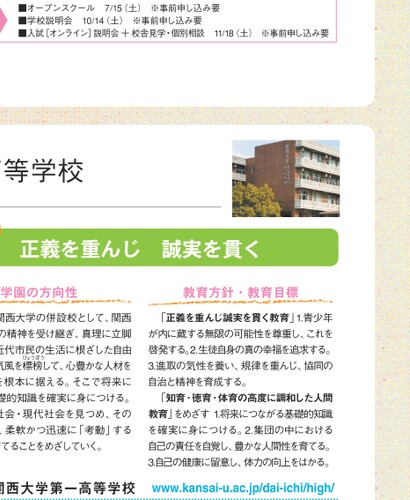 ■オープンスクール 7/15（土） ※事前申し込み要
■学校説明会 10/14（土） ※事前申し込み要
■入試［オンライン］説明会＋校舎見学・個別相談 11/18（土） ※事前申し込み要
等学校
正義を重んじ 誠実を貫く
学園の方向性
関西大学の併設校として、関西
の精神を受け継ぎ、真理に立脚
近代市民の生活に根ざした自由
気風を標榜して、心豊かな人材を
を根本に据える。そこで将来に
礎的知識を確実に身につける。
社会・現代社会を見つめ、その
、柔軟かつ迅速に「考動」する
てることをめざしていく。
教育方針・教育目標
「正義を重んじ誠実を貫く教育」1.青少年
が内に蔵する無限の可能性を尊重し、これを
啓発する。2.生徒自身の真の幸福を追求する。
3.進取の気性を養い、規律を重んじ、協同の
自治と精神を育成する。
「知育・徳育・体育の高度に調和した人間
教育」をめざす 1.将来につながる基礎的知識
を確実に身につける。2.集団の中における
自己の責任を自覚し、豊かな人間性を育てる。
3.自己の健康に留意し、体力の向上をはかる。
関西大学第一高等学校 www.kansai-u.ac.jp/dai-ichi/high/